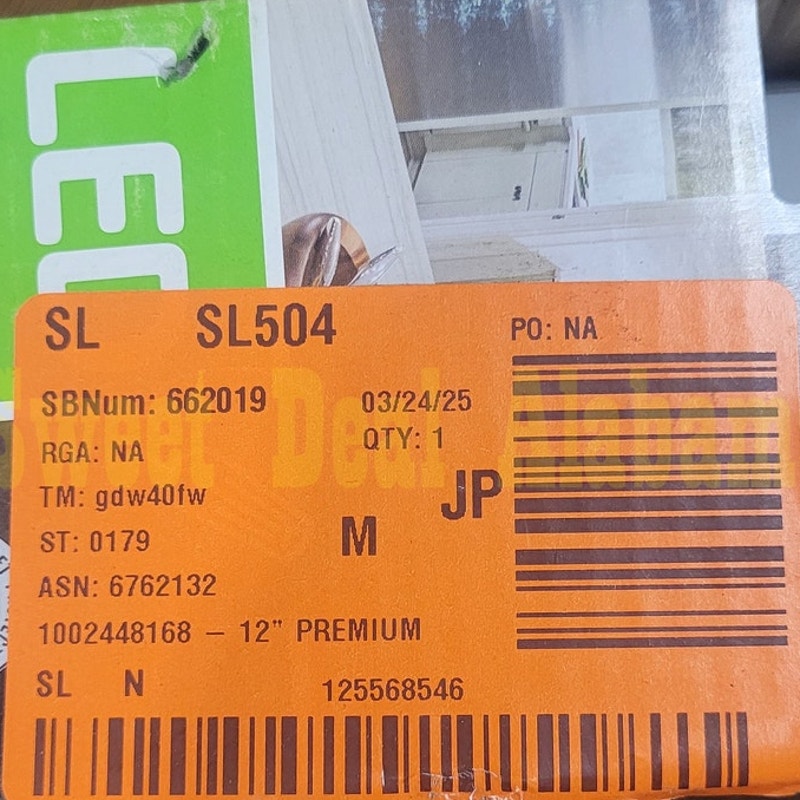 LED
SL SL504 PO: NA
SBNum: 662019 03/24/25
RGA: NA QTY: 1
TM: gdw40fw JP
ST: 0179 M
ASN: 6762132
1002448168 – 12" PREMIUM
SL N 125568546
Sweet Deal Alabama